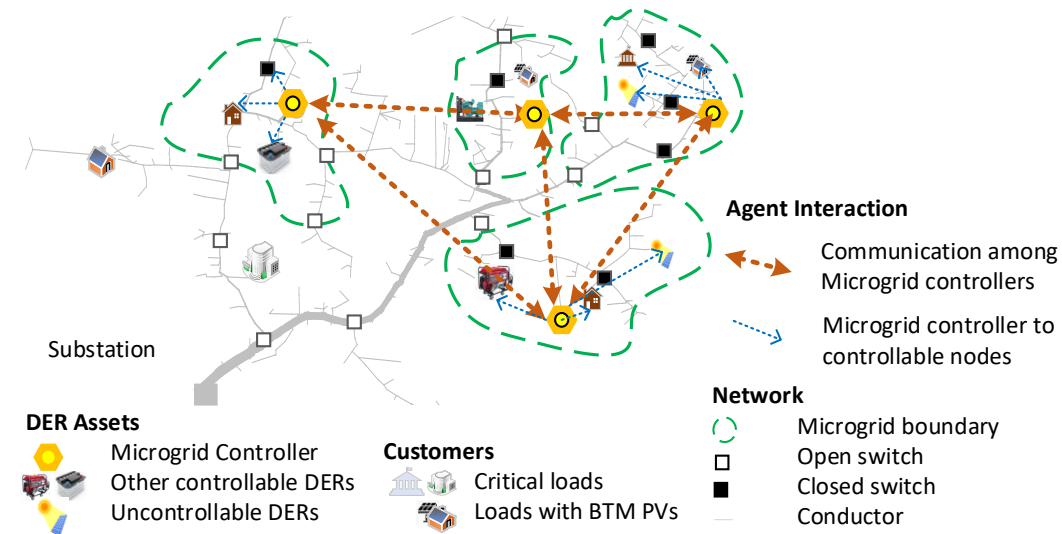 Agent Interaction
Communication among
Microgrid controllers
Microgrid controller to
controllable nodes
Substation
DER Assets
Microgrid Controller
Other controllable DERs
Uncontrollable DERs
Customers
Critical loads
Loads with BTM PVs
Network
Microgrid boundary
Open switch
Closed switch
Conductor